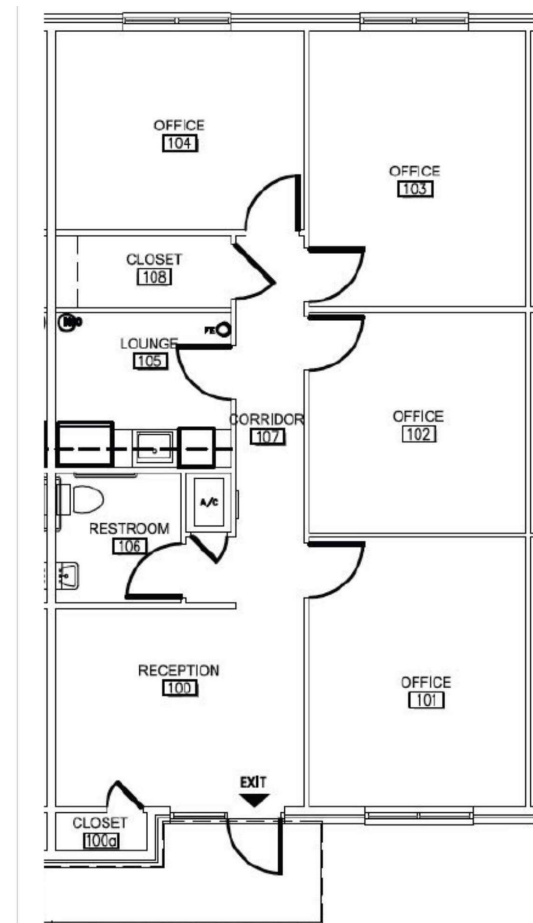 OFFICE
104
OFFICE
103
CLOSET
108
FE
LOUNGE
105
OFFICE
102
CORRIDOR
107
A/C
RESTROOM
106
RECEPTION
100
OFFICE
101
EXIT
CLOSET
100a